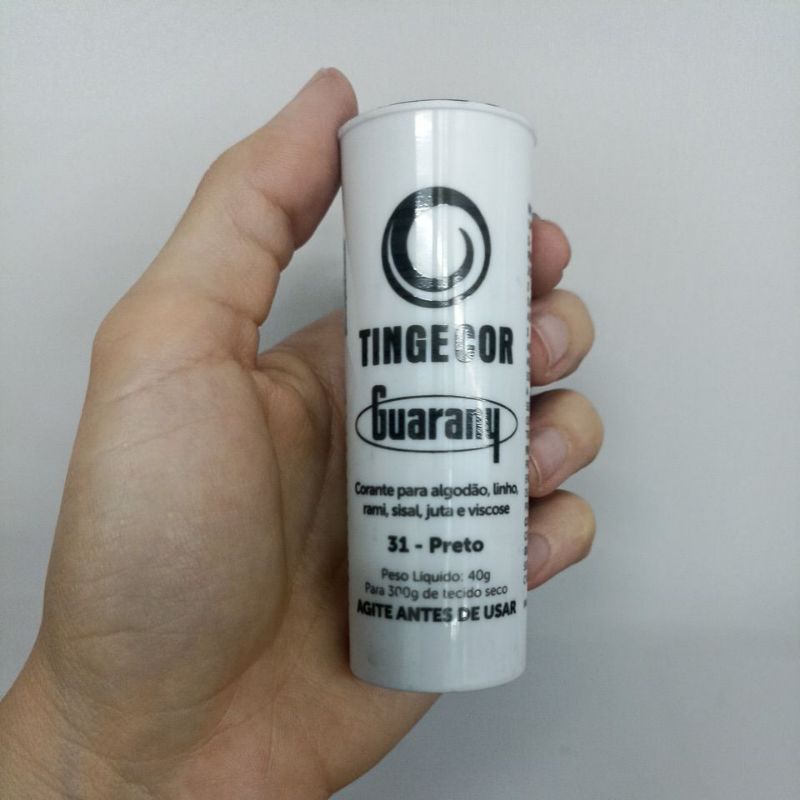 TINGECOR
Guarany
Corante para algodão, linho,
rami, sisal, juta e viscose
31 - Preto
Peso Líquido: 40g
Para 300g de tecido seco
AGITE ANTES DE USAR